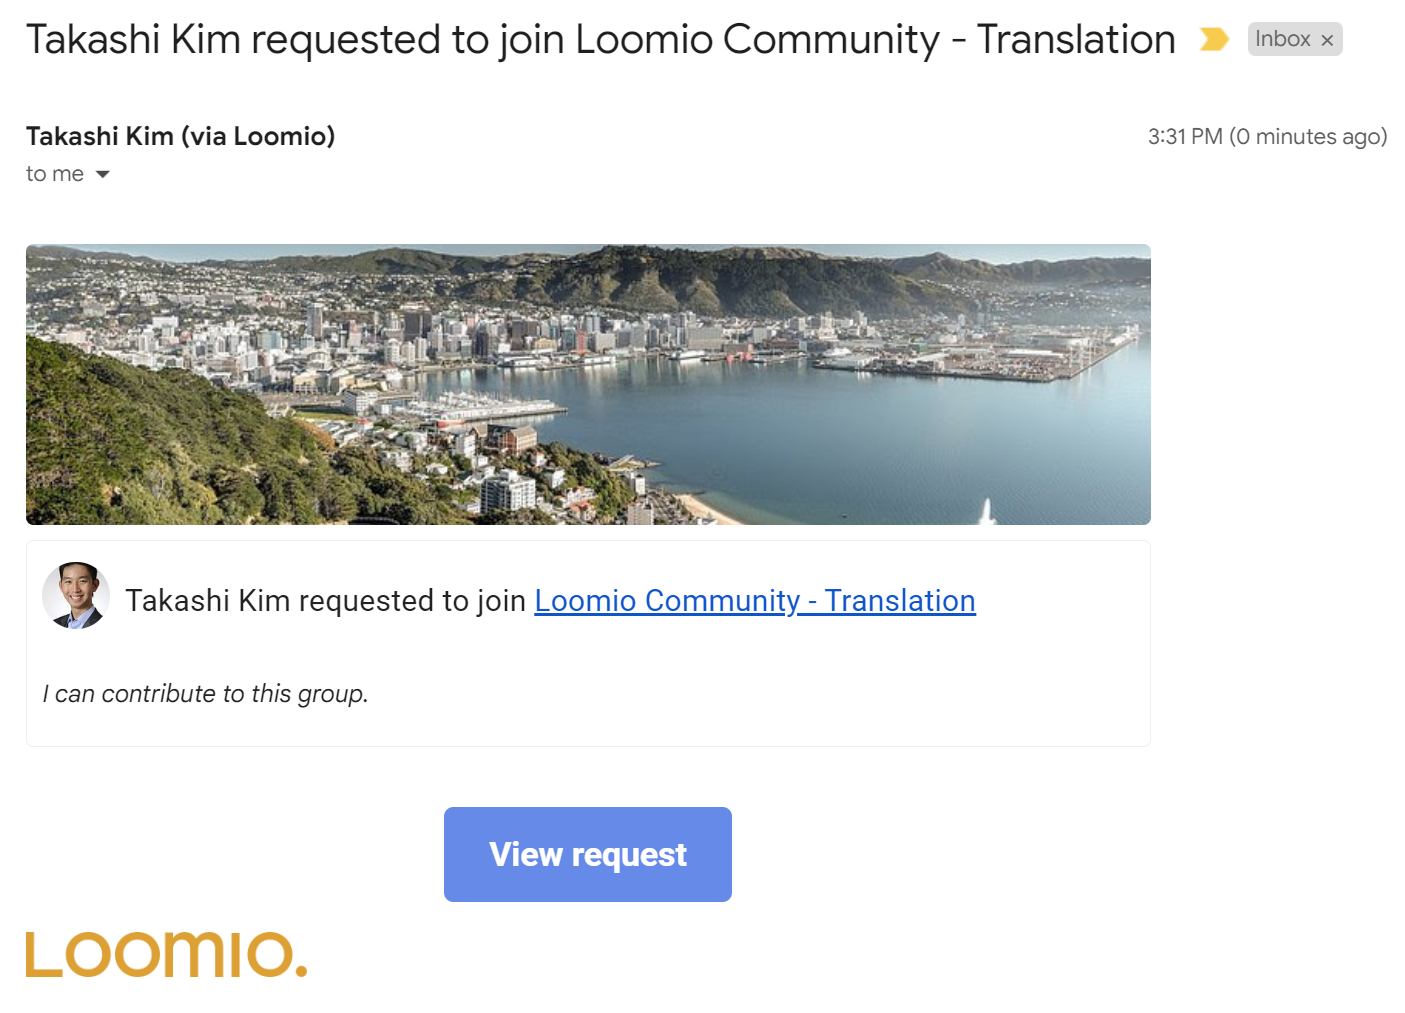 Takashi Kim requested to join Loomio Community - Translation Inbox ×
Takashi Kim (via Loomio) 3:31 PM (0 minutes ago)
to me
Takashi Kim requested to join Loomio Community - Translation
I can contribute to this group.
View request
LOOMIO.